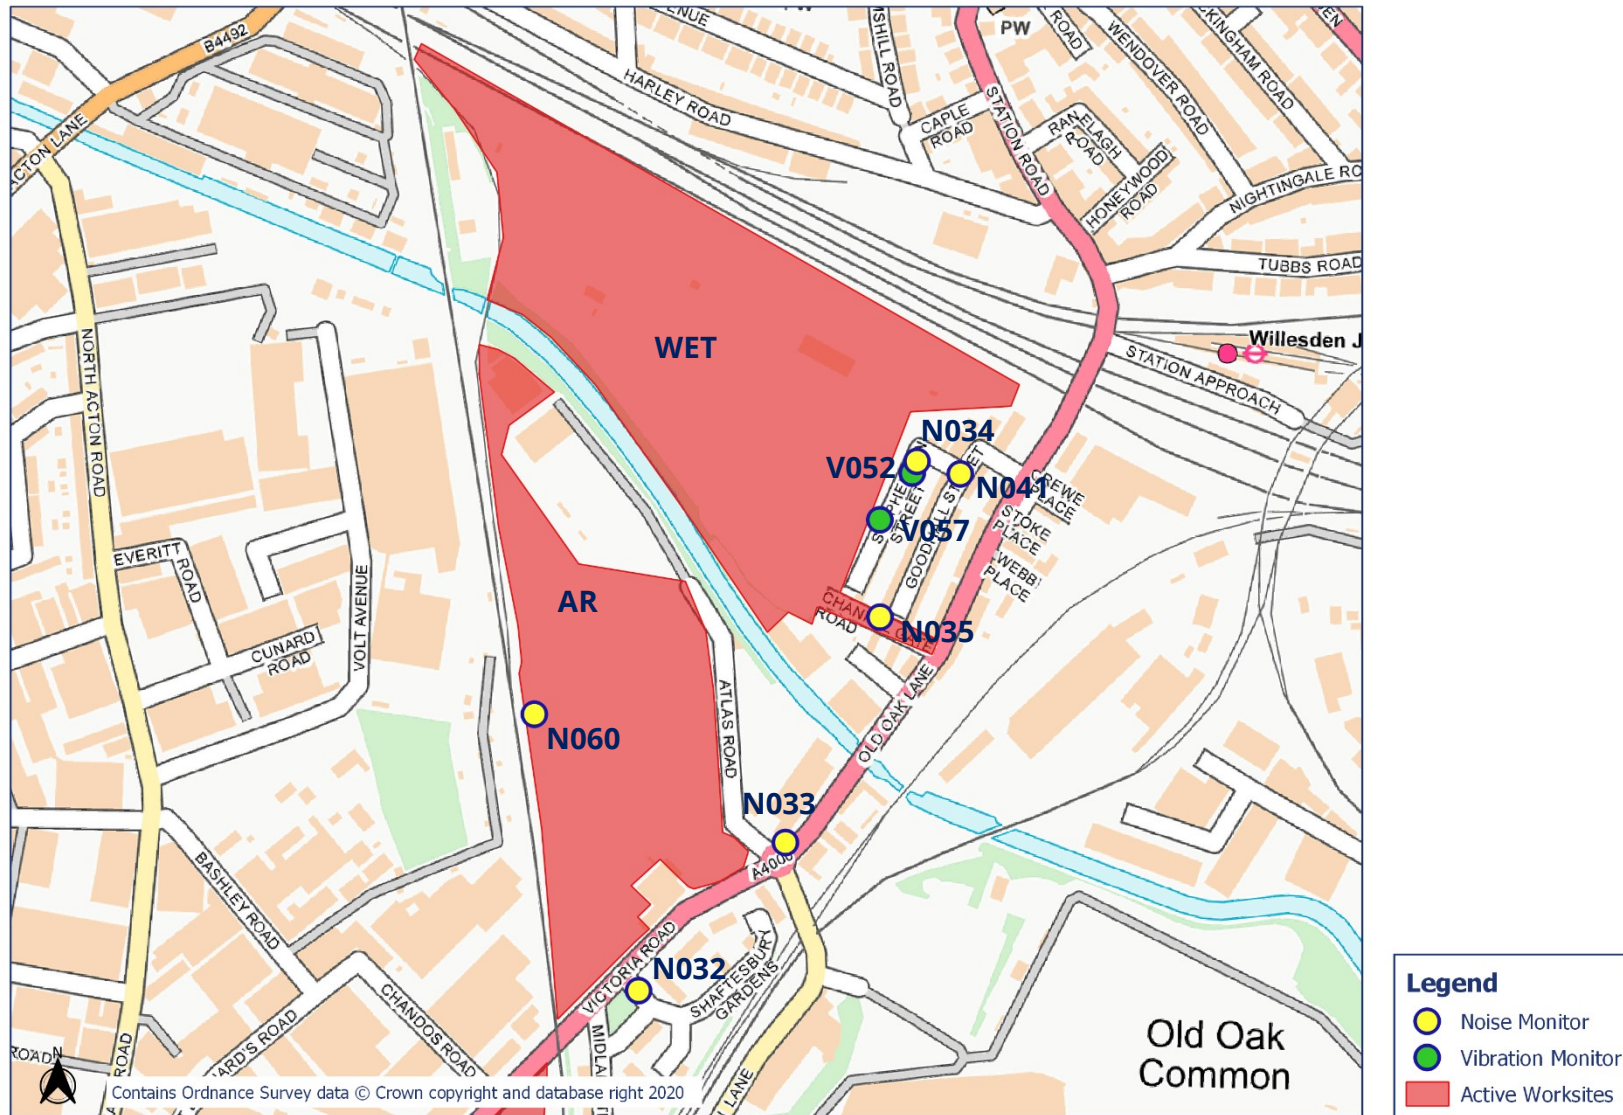 B4492
ACTON LANE
HARLEY ROAD
PW
ROAD
WENDOVER ROAD
STATION ROAD
CAPLE
ROAD
HONEYWOOD
ROAD
NIGHTINGALE
TUBBS ROAD
Willesden J
STATION APPROACH
WET
NORTH ACTON ROAD
N034
V052
N041
V057
CREWE
PLACE
STOKE
PLACE
WEBB
PLACE
STREET
EVERITT
ROAD
VOLT AVENUE
CUNARD
ROAD
AR
ROAD
N035
OLD OAK LANE
ATLAS ROAD
N060
N033
BASHLEY ROAD
VICTORIA ROAD
N032
SHAFTESBURY
GARDENS
CHANDOS ROAD
ROAD
LANE
Old Oak
Common
N
Contains Ordnance Survey data © Crown copyright and database right 2020
Legend
Noise Monitor
Vibration Monitor
Active Worksites